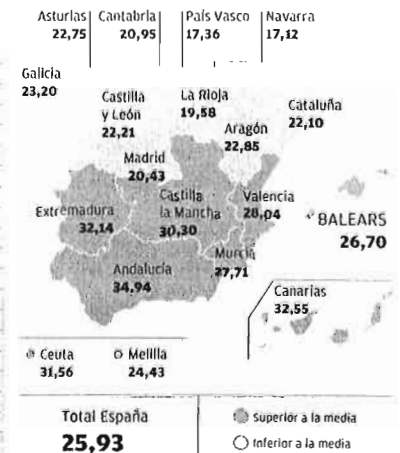 Asturias
22,75
Cantabria
20,95
País Vasco
17,36
Navarra
17,12
Galicia
23,20
Castilla
y León
22,21
La Rioja
19,58
Cataluña
22,10
Aragón
22,85
Madrid
20,43
Extremadura
32,14
Castilla
la Mancha
30,30
Valencia
28,04
BALEARS
26,70
Murcia
27,71
Andalucía
34,94
Canarias
32,55
Ceuta
31,56
Melilla
24,43
Total España
25,93
Superior a la media
Inferior a la media